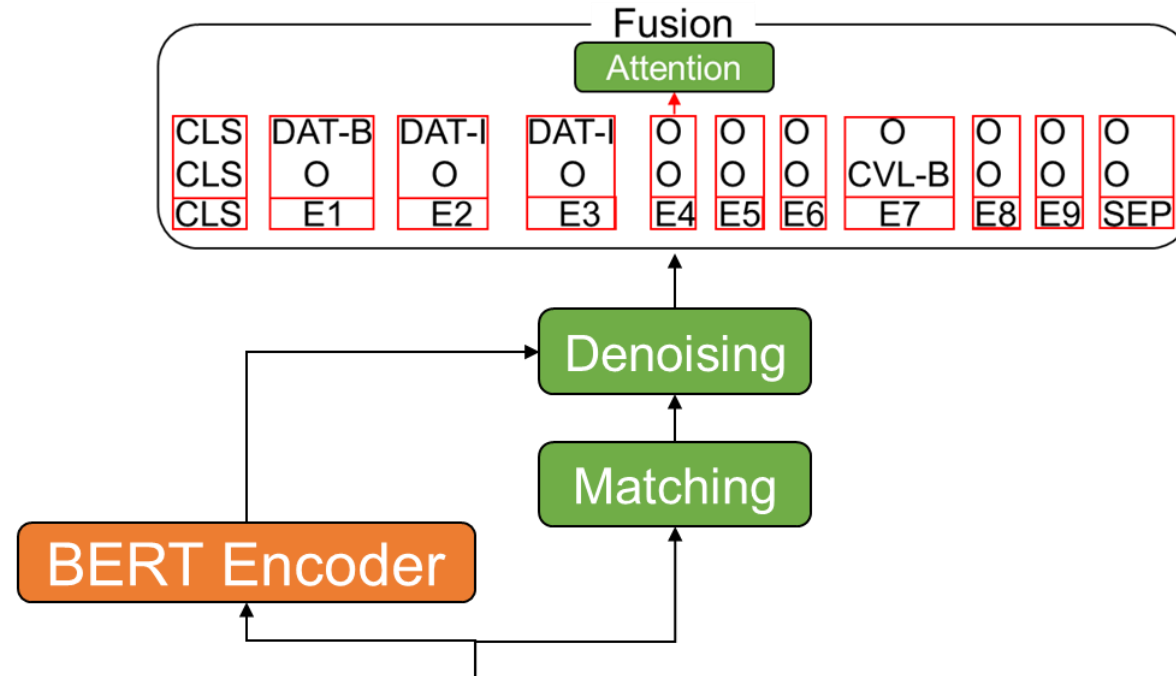 Fusion
Attention
CLS DAT-B DAT-I DAT-I O O O O O O O
CLS O O O O O O CVL-B O O O
CLS E1 E2 E3 E4 E5 E6 E7 E8 E9 SEP
Denoising
Matching
BERT Encoder